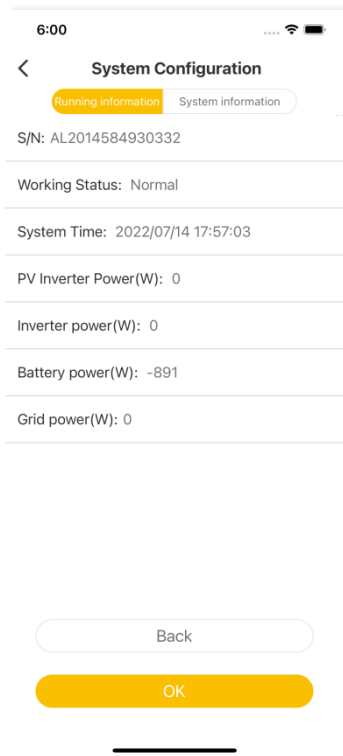 6:00
System Configuration
Running information System information
S/N: AL2014584930332
Working Status: Normal
System Time: 2022/07/14 17:57:03
PV Inverter Power(W): 0
Inverter power(W): 0
Battery power(W): -891
Grid power(W): 0
Back
OK